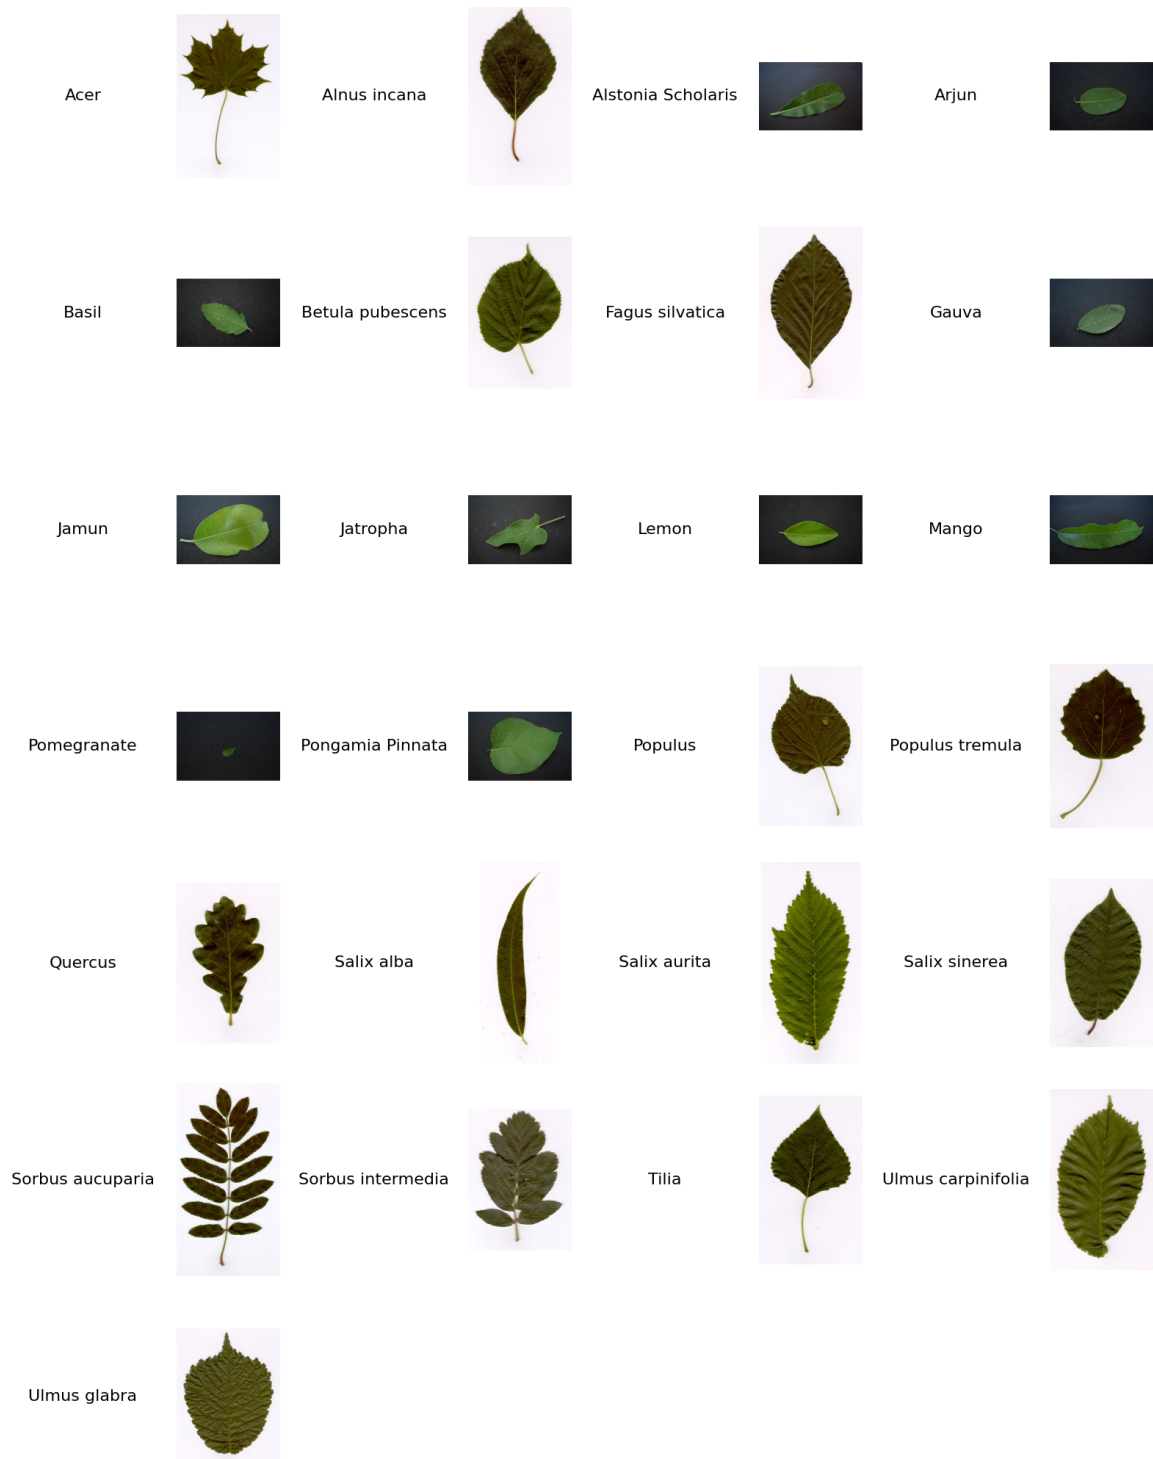 Acer
Alnus incana
Alstonia Scholaris
Arjun
Basil
Betula pubescens
Fagus silvatica
Gauva
Jamun
Jatropha
Lemon
Mango
Pomegranate
Pongamia Pinnata
Populus
Populus tremula
Quercus
Salix alba
Salix aurita
Salix sinerea
Sorbus aucuparia
Sorbus intermedia
Tilia
Ulmus carpinifolia
Ulmus glabra